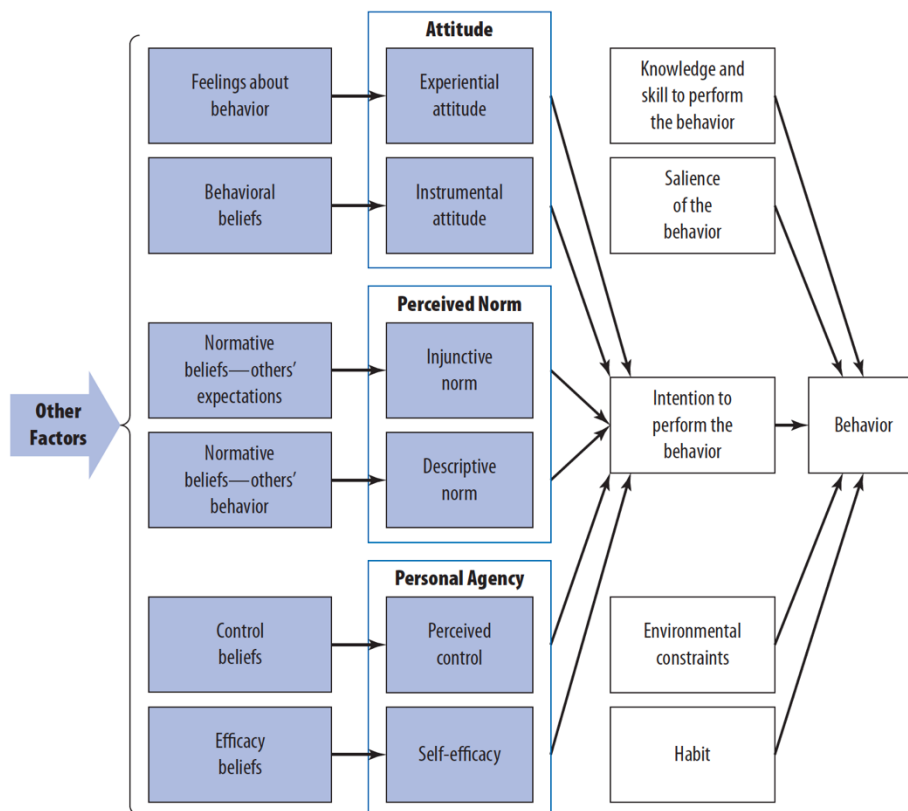 Attitude
Feelings about
behavior
Experiential
attitude
Knowledge and
skill to perform
the behavior
Behavioral
beliefs
Instrumental
attitude
Salience
of the
behavior
Perceived Norm
Normative
beliefs—others’
expectations
Injunctive
norm
Other
Factors
Intention to
perform the
behavior
Behavior
Normative
beliefs—others’
behavior
Descriptive
norm
Personal Agency
Control
beliefs
Perceived
control
Environmental
constraints
Efficacy
beliefs
Self-efficacy
Habit